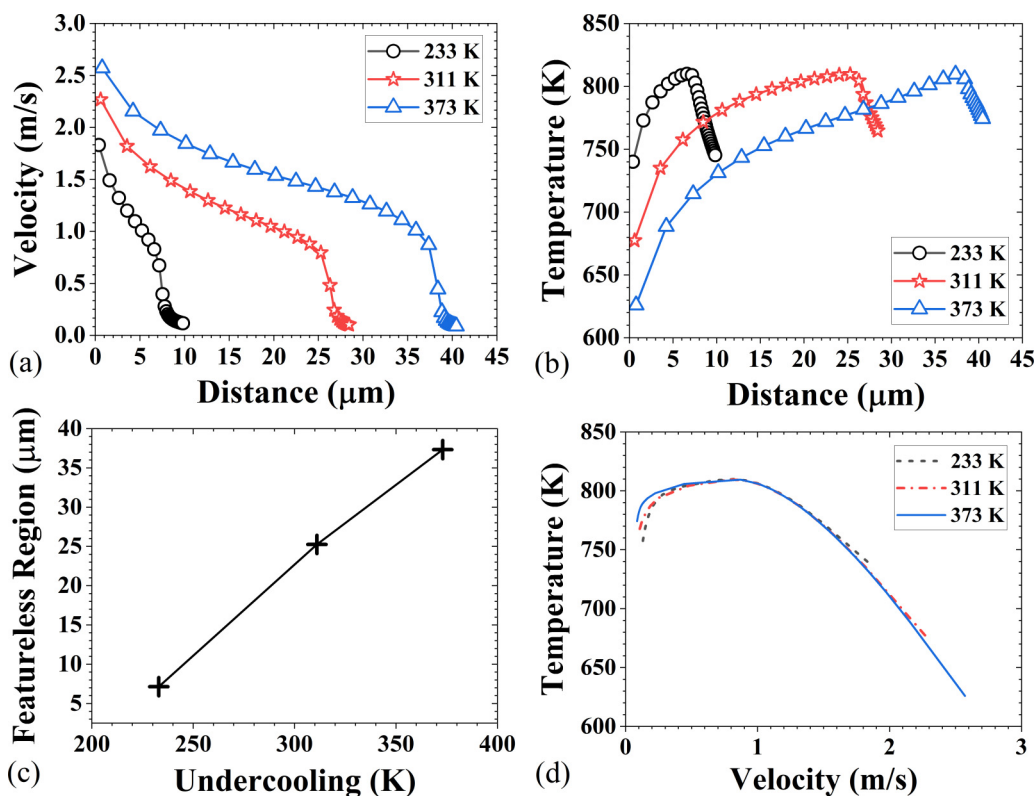 3.0
2.5
2.0
1.5
1.0
0.5
0.0
Velocity (m/s)
233 K
311 K
373 K
0 5 10 15 20 25 30 35 40 45
(a)
Distance (μm)
850
800
750
700
650
600
Temperature (K)
233 K
311 K
373 K
0 5 10 15 20 25 30 35 40 45
(b)
Distance (μm)
40
35
30
25
20
15
10
5
Featureless Region (μm)
200 300 400
(c)
Undercooling (K)
850
800
750
700
650
600
Temperature (K)
233 K
311 K
373 K
0 1 2 3
(d)
Velocity (m/s)